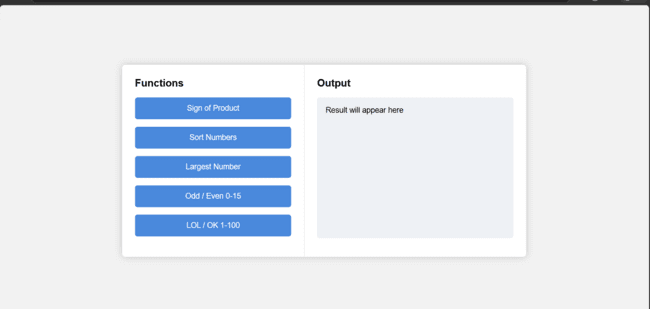 Functions
Sign of Product
Sort Numbers
Largest Number
Odd / Even 0-15
LOL / OK 1-100
Output
Result will appear here